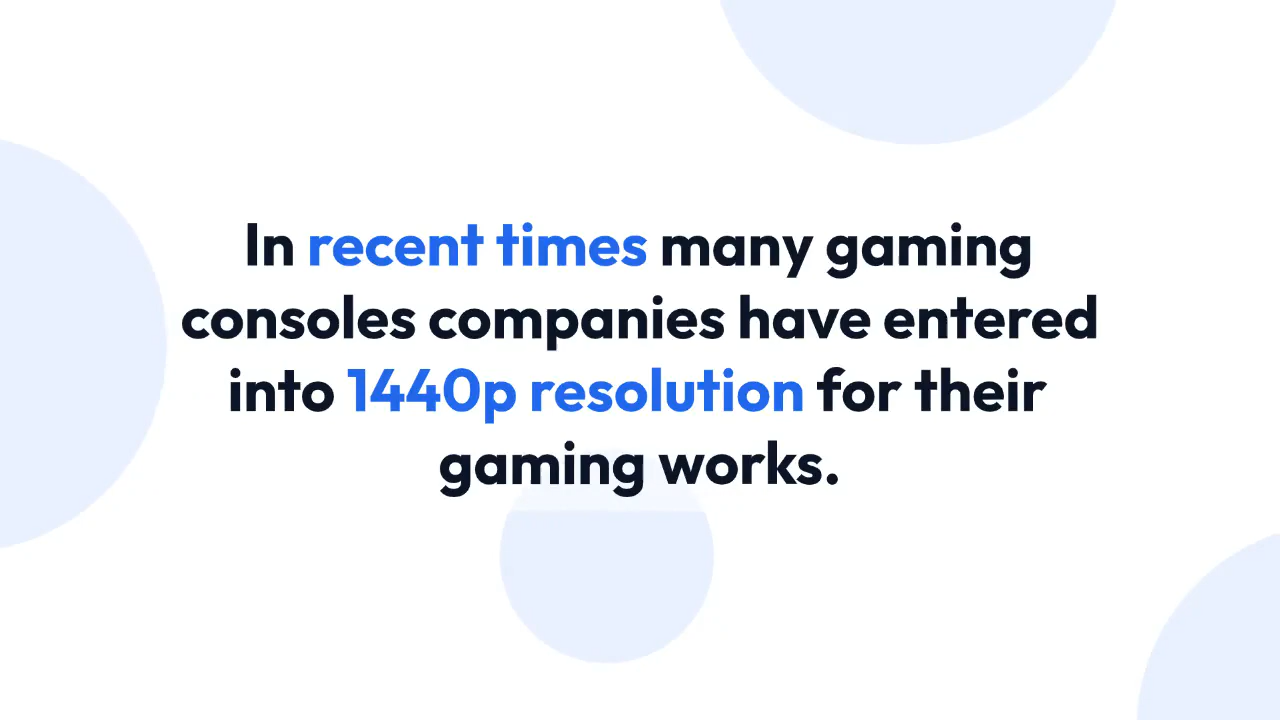 In recent times many gaming
consoles companies have entered
into 1440p resolution for their
gaming works.